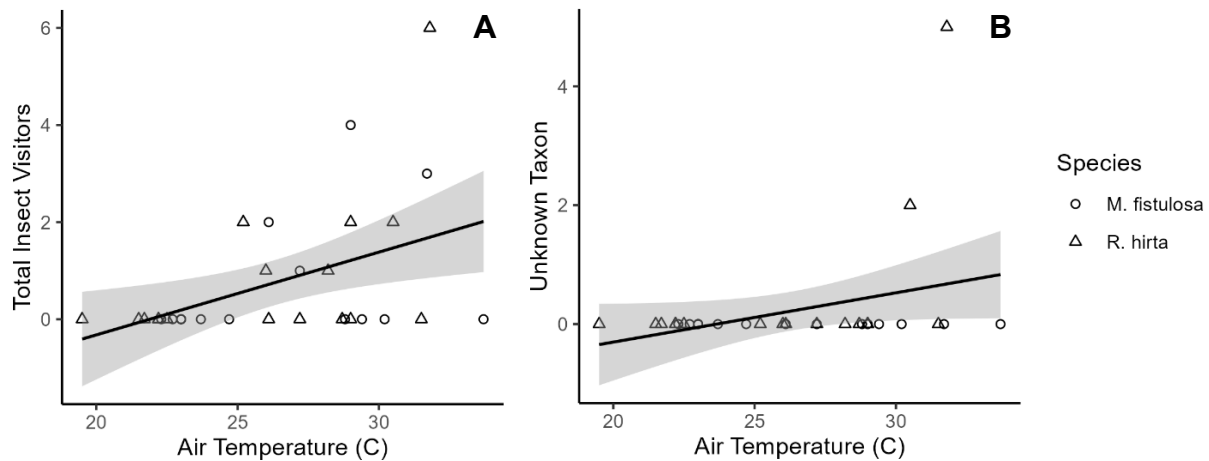 A
Total Insect Visitors
6
4
2
0
20
25
30
Air Temperature (C)
B
Unknown Taxon
4
2
0
20
25
30
Air Temperature (C)
Species
M. fistulosa
R. hirta